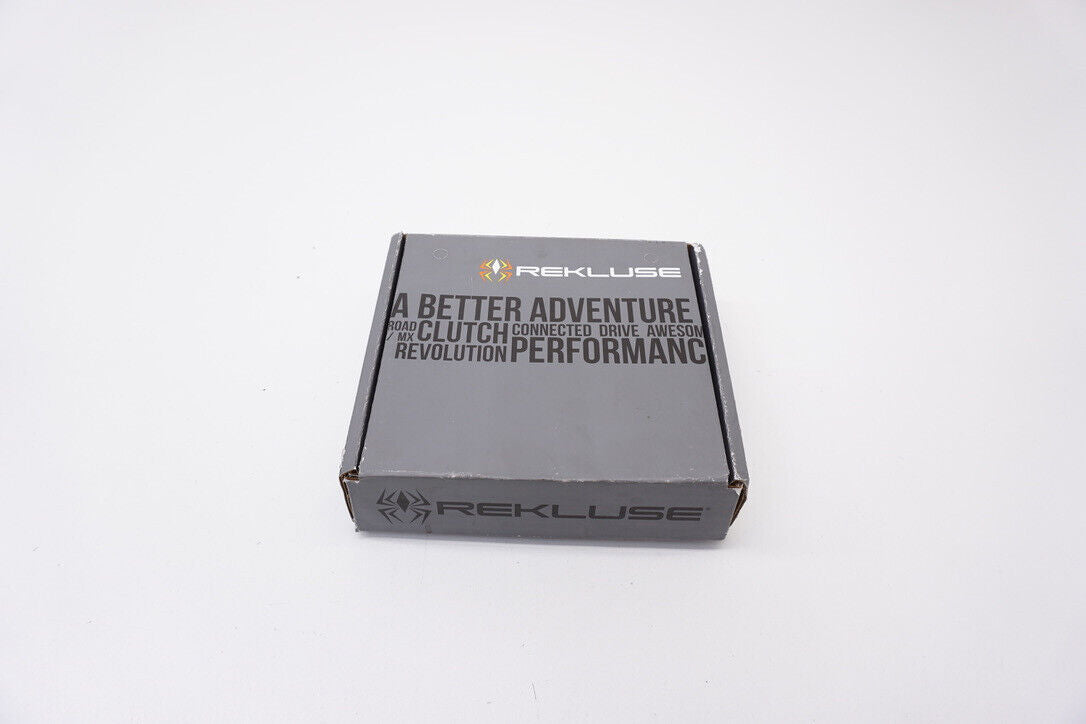 REKLUSE
A BETTER ADVENTURE
ROAD CLUTCH CONNECTED DRIVE AWESOM
/ MX
REVOLUTION PERFORMANC
REKLUSE®